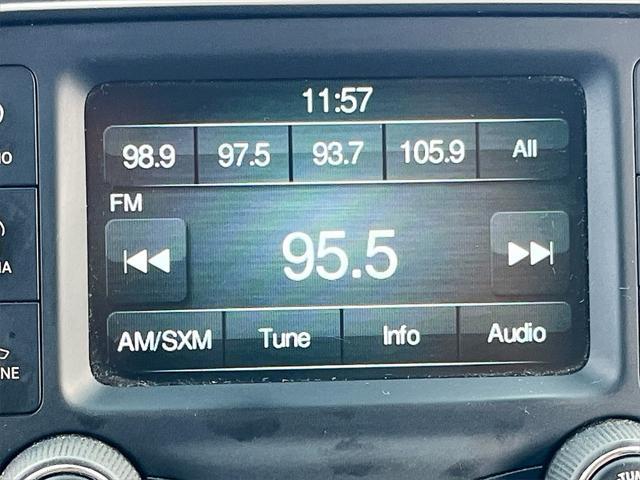 11:57
98.9 97.5 93.7 105.9 All
FM
95.5
AM/SXM Tune Info Audio